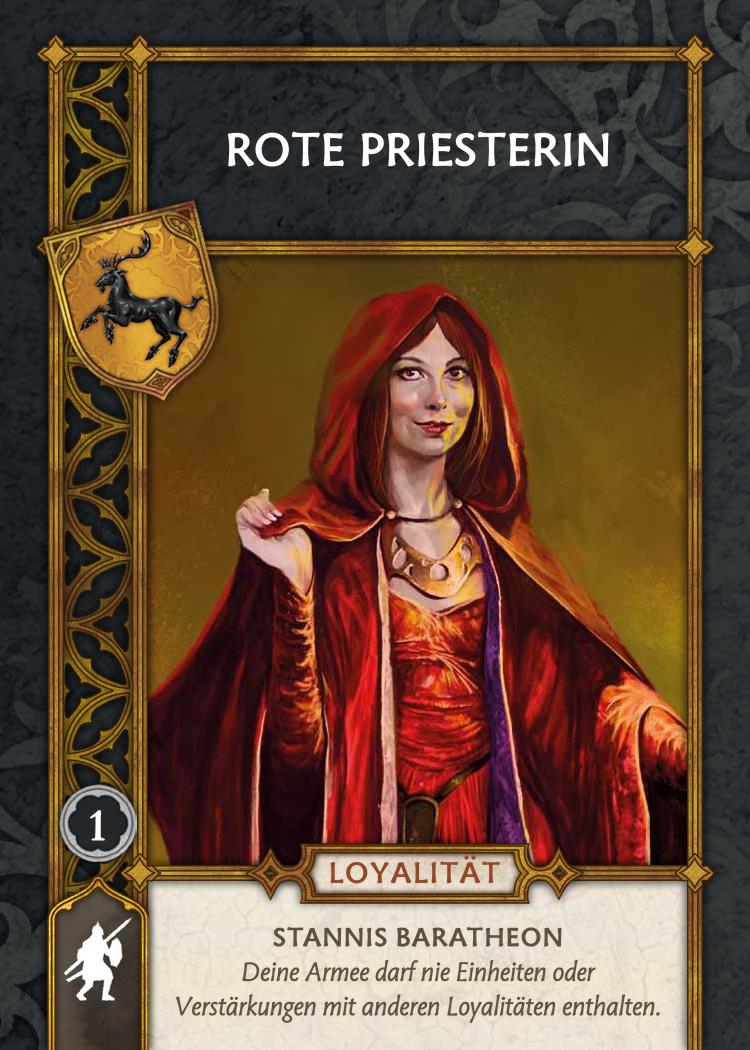 ROTE PRIESTERIN
1
LOYALITÄT
STANNIS BARATHEON
Deine Armee darf nie Einheiten oder
Verstärkungen mit anderen Loyalitäten enthalten.